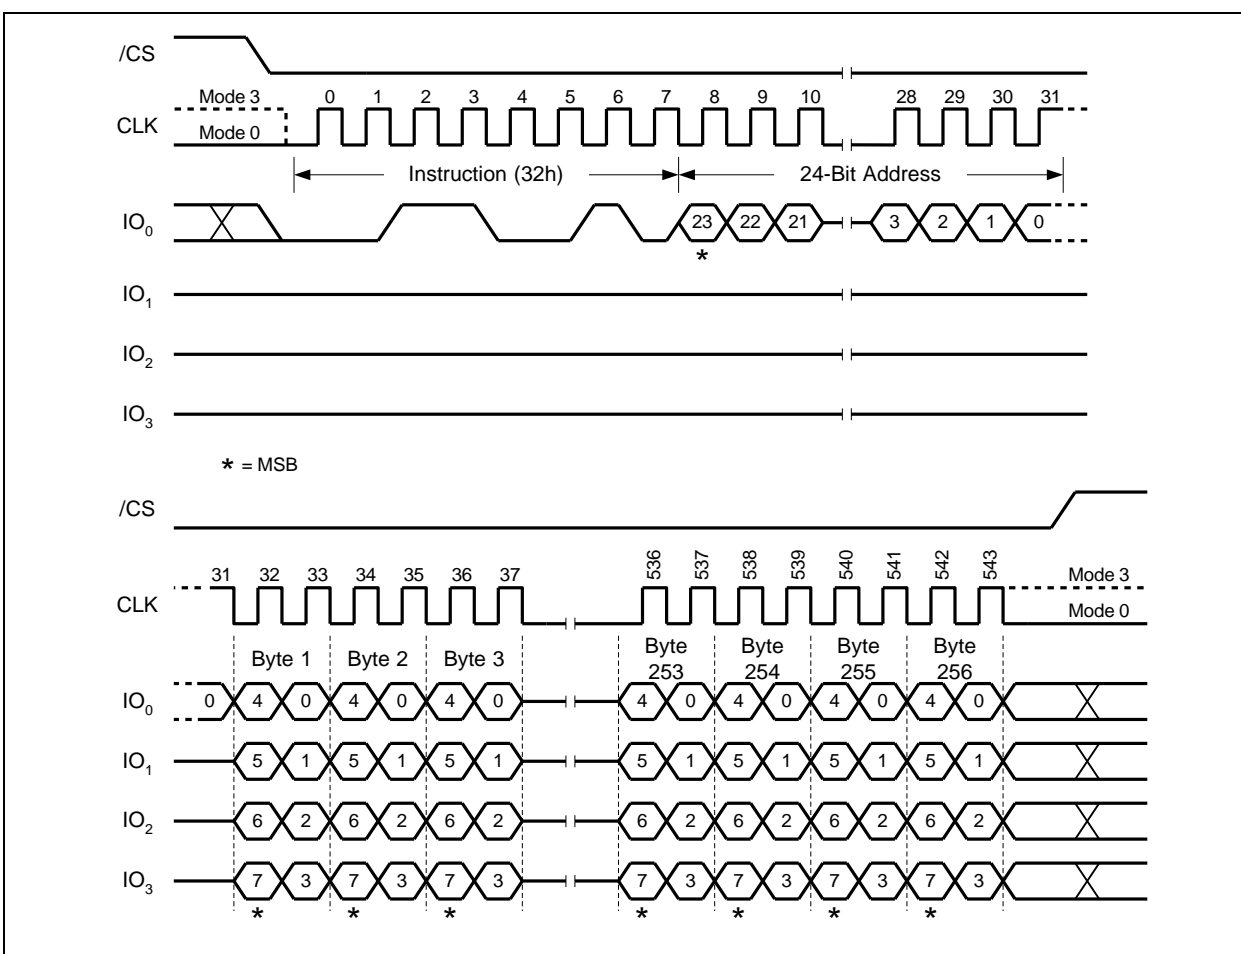 /CS
Mode 3 0 1 2 3 4 5 6 7 8 9 10 28 29 30 31
CLK
Mode 0
Instruction (32h) 24-Bit Address
IO0 23 22 21 3 2 1 0
*
IO1
IO2
IO3
* = MSB
/CS
31 32 33 34 35 36 37 536 537 538 539 540 541 542 543 Mode 3
CLK Mode 0
Byte 1 Byte 2 Byte 3 Byte 253 Byte 254 Byte 255 Byte 256
IO0 0 4 0 4 0 4 0 4 0 4 0 4 0 4 0
IO1 5 1 5 1 5 1 5 1 5 1 5 1 5 1
IO2 6 2 6 2 6 2 6 2 6 2 6 2 6 2
IO3 7 3 7 3 7 3 7 3 7 3 7 3 7 3
* * * * * * *